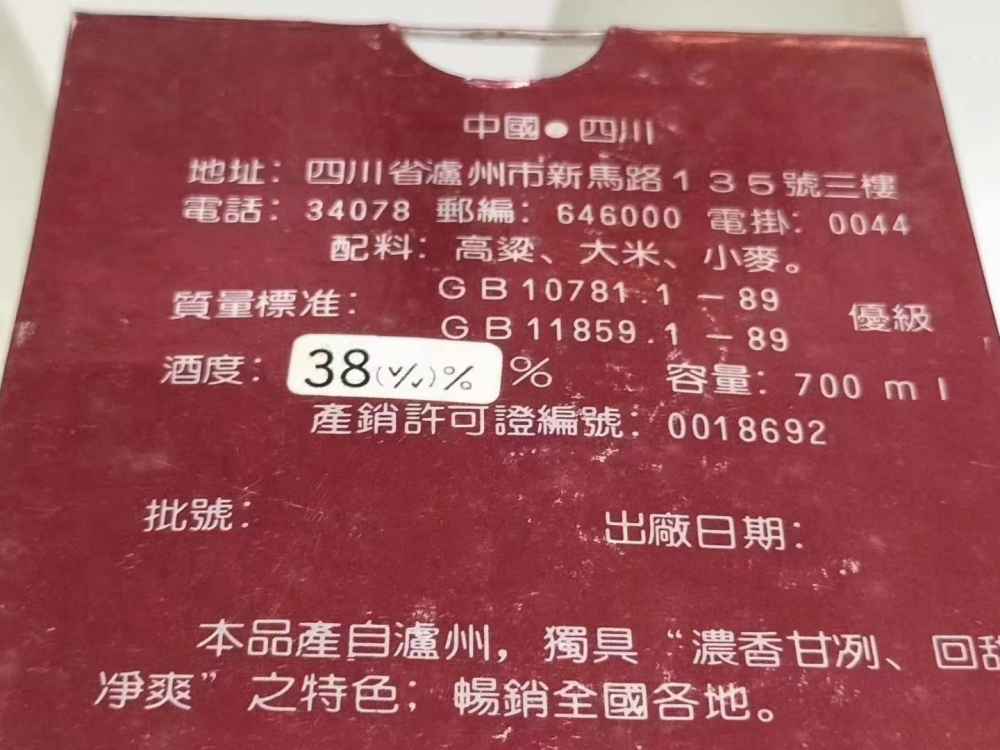 中國●四川
地址：四川省瀘州市新馬路135號三樓
電話：34078 郵編：646000 電掛：0044
配料：高粱、大米、小麥。
質量標准：GB10781.1－89 優級
GB11859.1－89
酒度：38(V/V)% % 容量：700ml
產銷許可證編號：0018692
批號： 出廠日期：
本品產自瀘州，獨具“濃香甘冽、回甜
凈爽”之特色；暢銷全國各地。